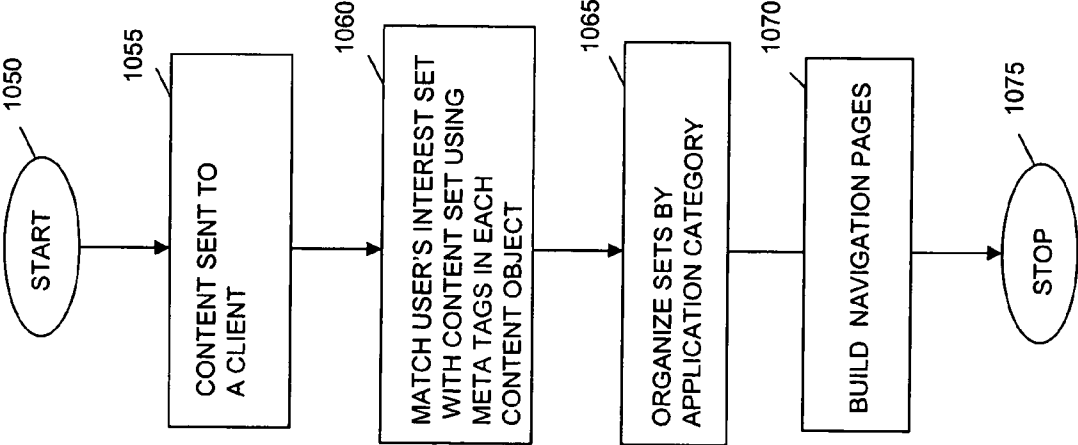 START
1050
CONTENT SENT TO
A CLIENT
1055
MATCH USER'S INTEREST SET
WITH CONTENT SET USING
META TAGS IN EACH
CONTENT OBJECT
1060
ORGANIZE SETS BY
APPLICATION CATEGORY
1065
BUILD NAVIGATION PAGES
1070
STOP
1075